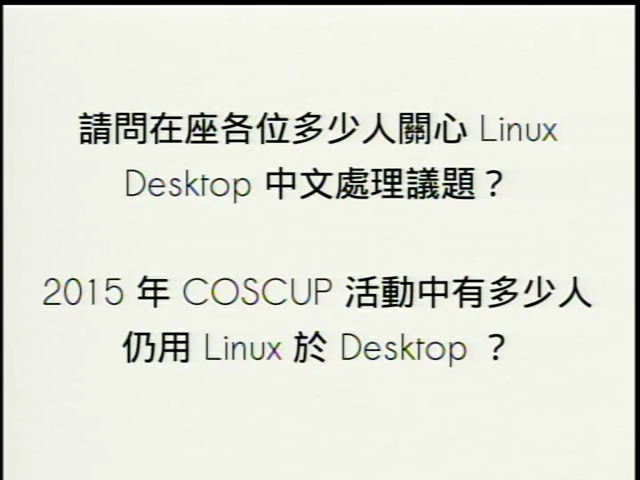 請問在座各位多少人關心 Linux
Desktop 中文處理議題？
2015 年 COSCUP 活動中有多少人
仍用 Linux 於 Desktop ？